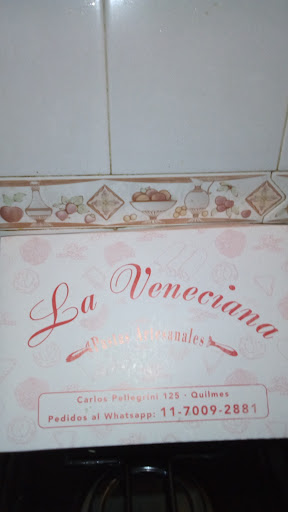 La Veneciana
Pastas Artesanales
Carlos Pellegrini 125 - Quilmes
Pedidos al Whatsapp: 11-7009-2881